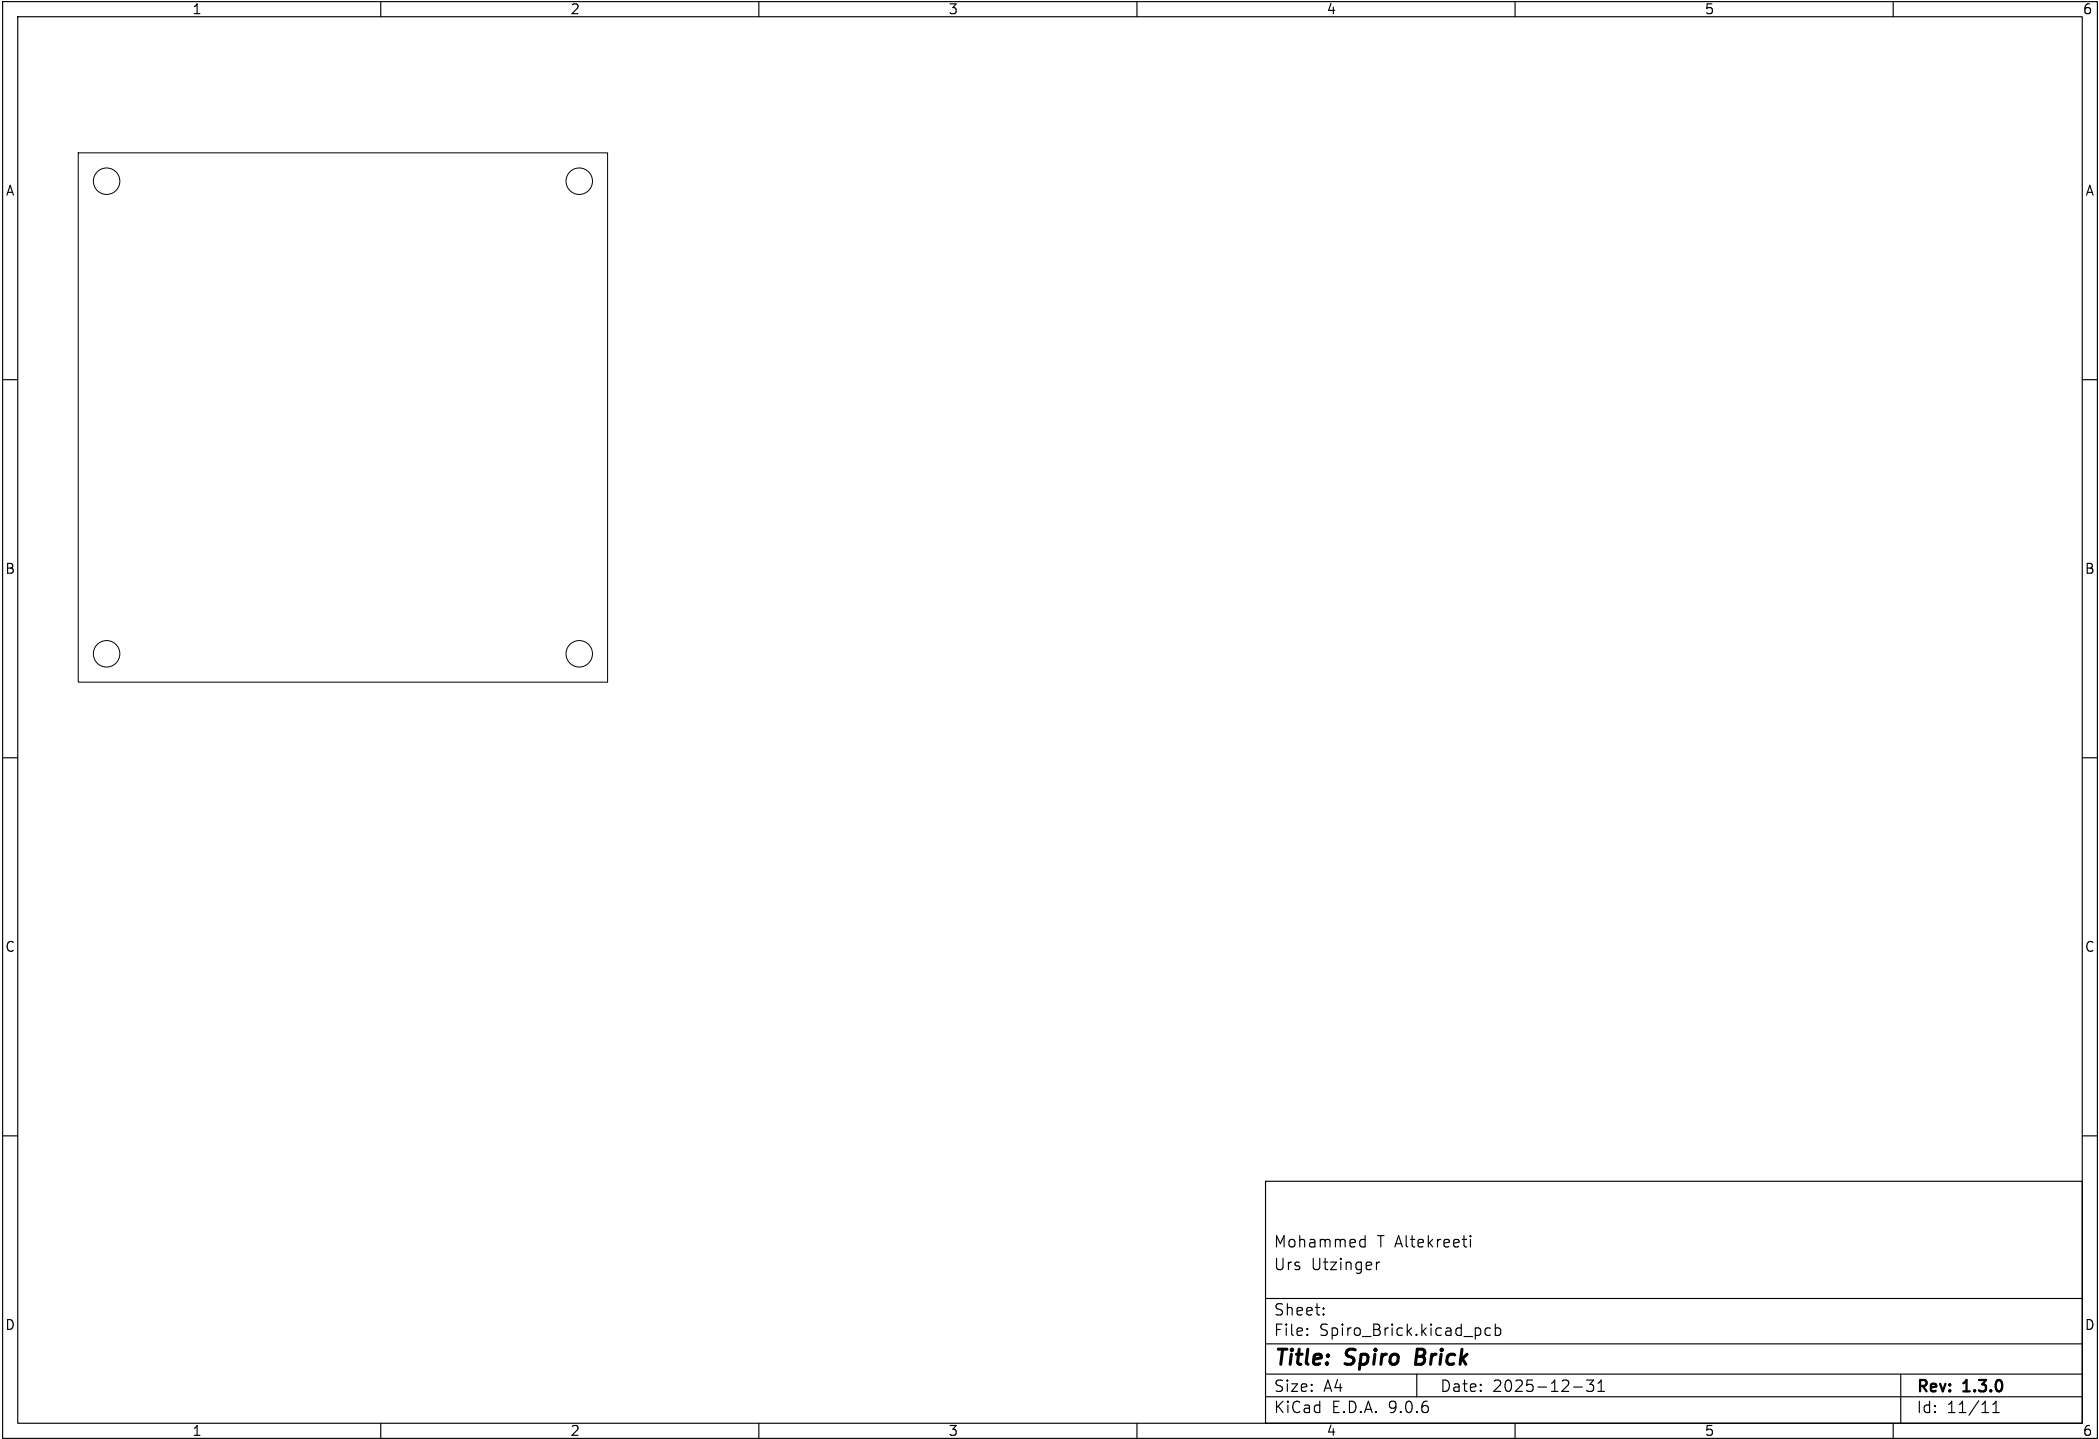 1 2 3 4 5 6
A A
B B
C C
Mohammed T Altekreeti
Urs Utzinger
Sheet:
File: Spiro_Brick.kicad_pcb
D D
Title: Spiro Brick
Size: A4 Date: 2025-12-31 Rev: 1.3.0
KiCad E.D.A. 9.0.6 Id: 11/11
1 2 3 4 5 6